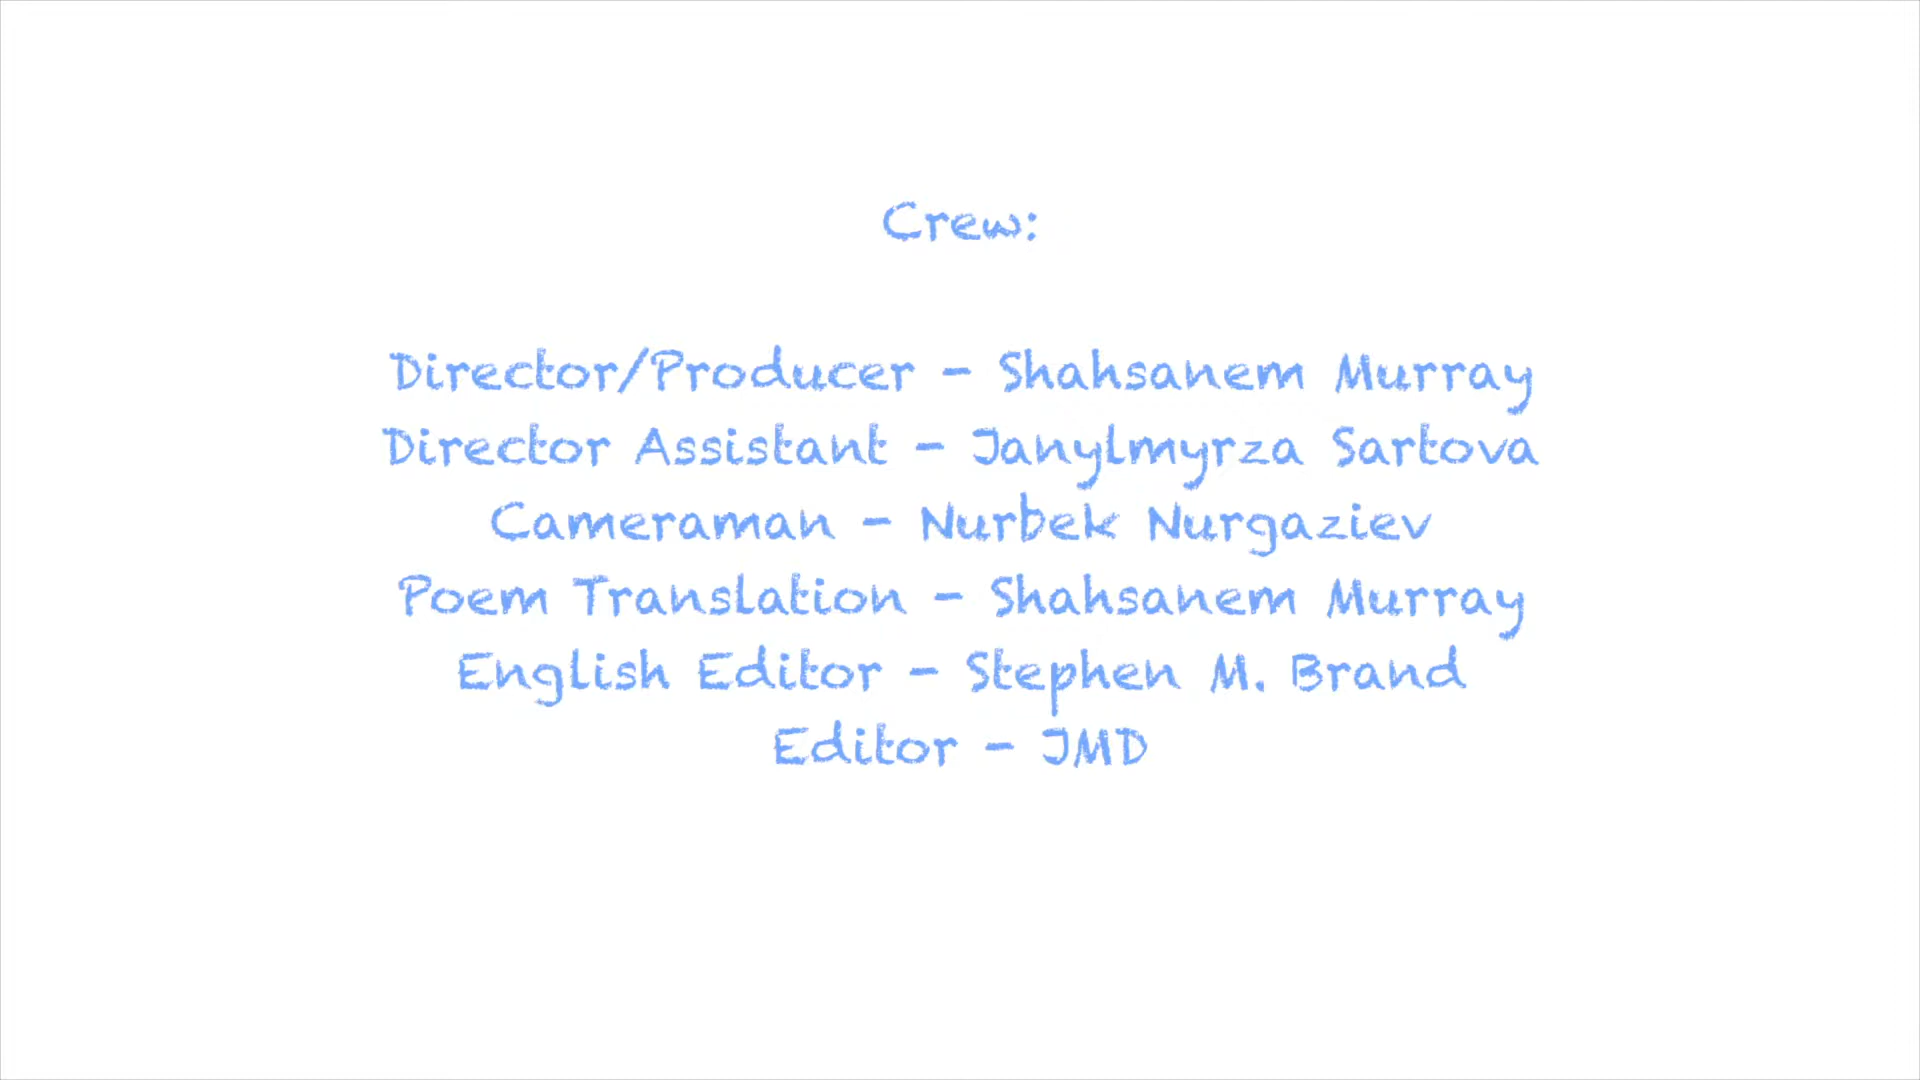 Crew:
Director/Producer - Shahsanem Murray
Director Assistant - Janylmyrza Sartova
Cameraman - Nurbek Nurgaziev
Poem Translation - Shahsanem Murray
English Editor - Stephen M. Brand
Editor - JMD